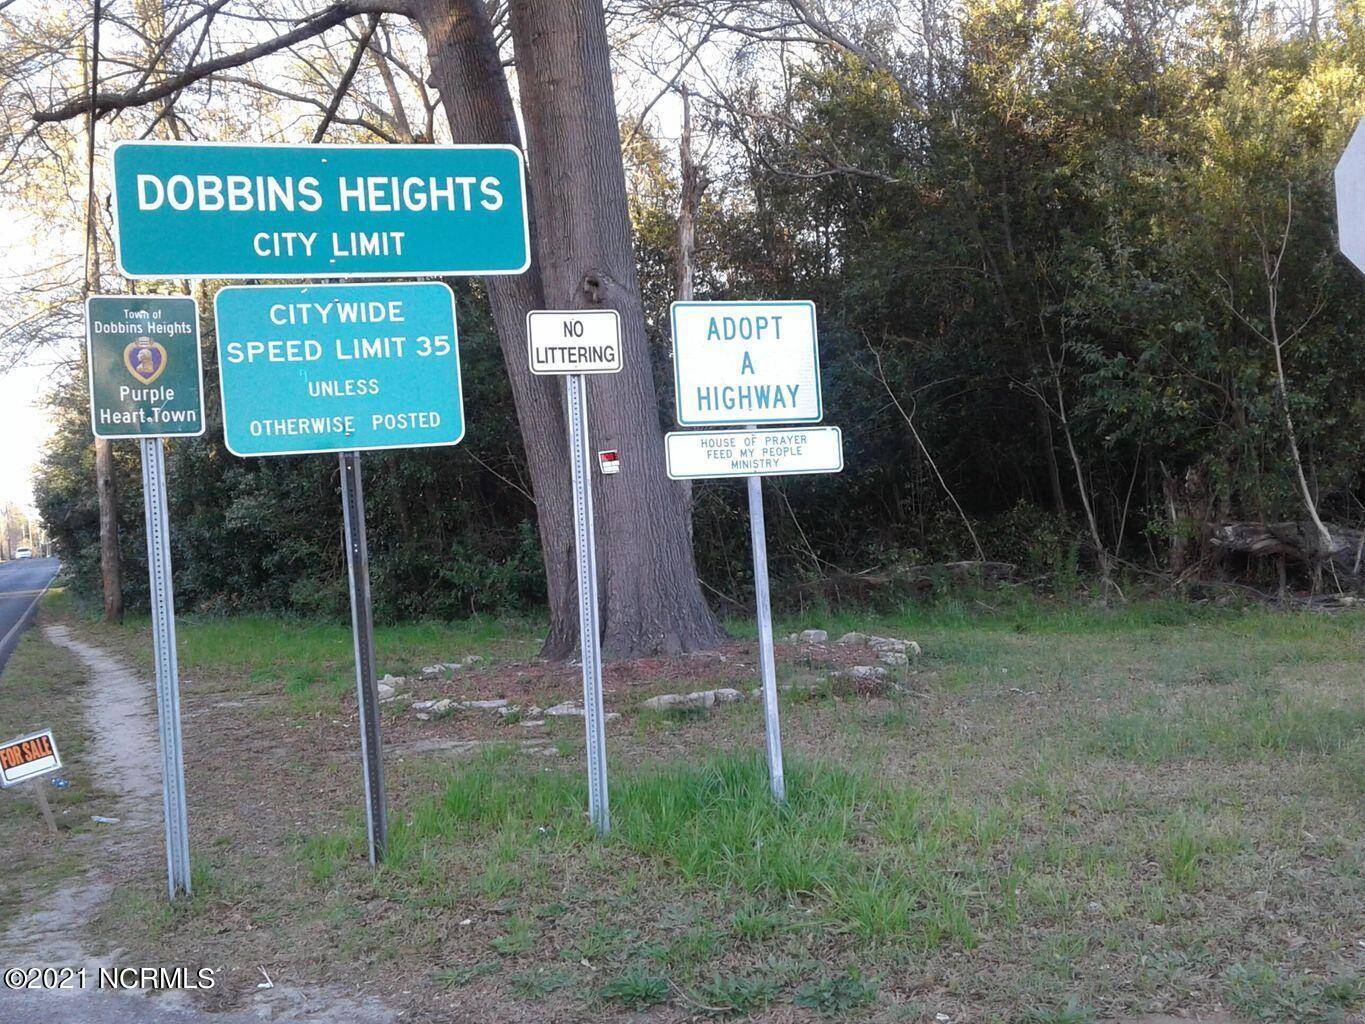 DOBBINS HEIGHTS
CITY LIMIT
Town of
Dobbins Heights
Purple
Heart Town
CITYWIDE
SPEED LIMIT 35
UNLESS
OTHERWISE POSTED
NO
LITTERING
ADOPT
A
HIGHWAY
HOUSE OF PRAYER
FEED MY PEOPLE
MINISTRY
FOR SALE
©2021 NCRMLS